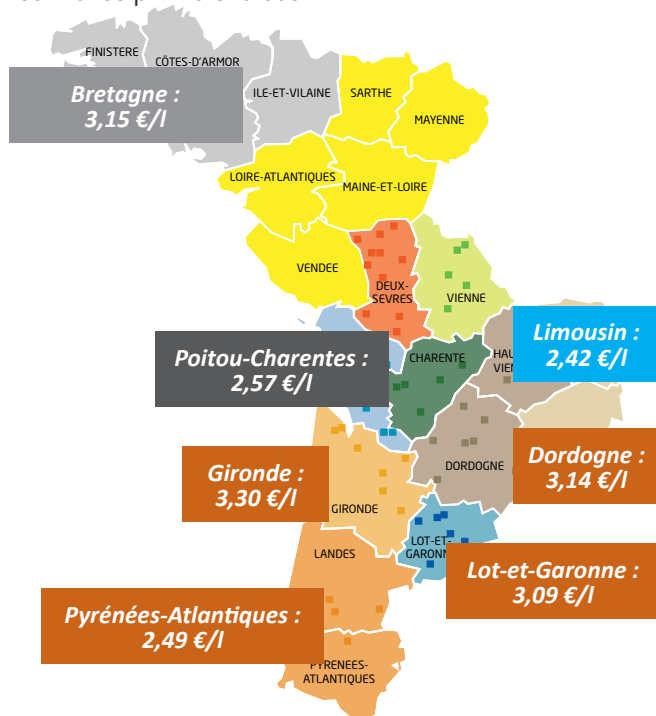 FINISTERE
CÔTES-D'ARMOR
ILE-ET-VILAINE
SARTHE
MAYENNE
Bretagne :
3,15 €/l
LOIRE-ATLANTIQUES
MAINE-ET-LOIRE
VENDEE
DEUX-
SEVRES
VIENNE
Poitou-Charentes :
2,57 €/l
CHARENTE
Limousin :
2,42 €/l
DORDOGNE
Dordogne :
3,14 €/l
Gironde :
3,30 €/l
GIRONDE
LANDES
LOT-ET-
Lot-et-Garonne :
3,09 €/l
Pyrénées-Atlantiques :
2,49 €/l
PYRENEES-
ATLANTIQUES